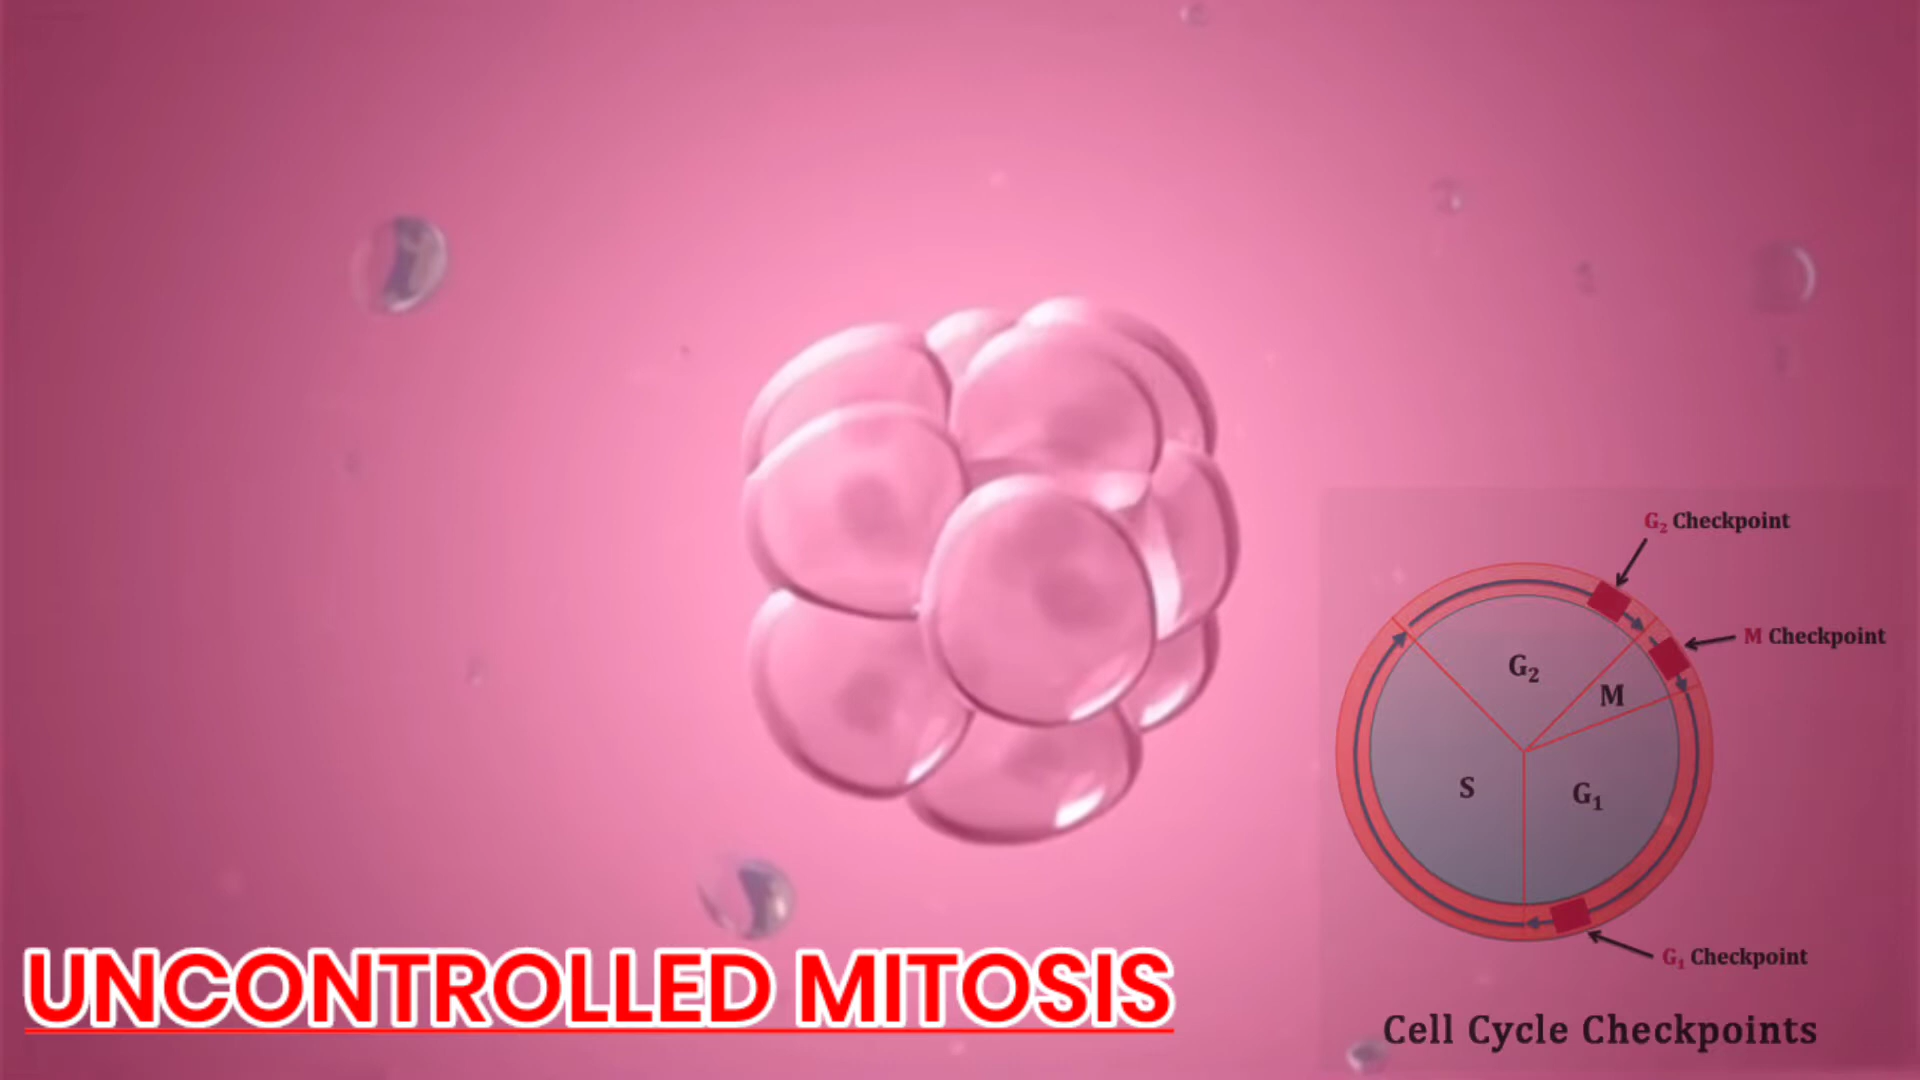 G₂ Checkpoint
M Checkpoint
G₂
M
S
G₁
G₁ Checkpoint
UNCONTROLLED MITOSIS
Cell Cycle Checkpoints